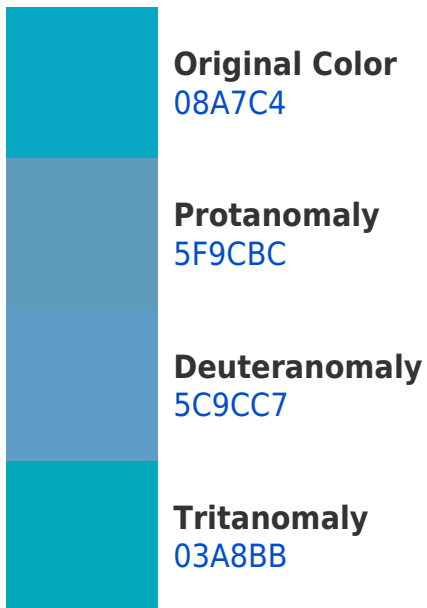 Original Color
08A7C4
Protanomaly
5F9CBC
Deuteranomaly
5C9CC7
Tritanomaly
03A8BB